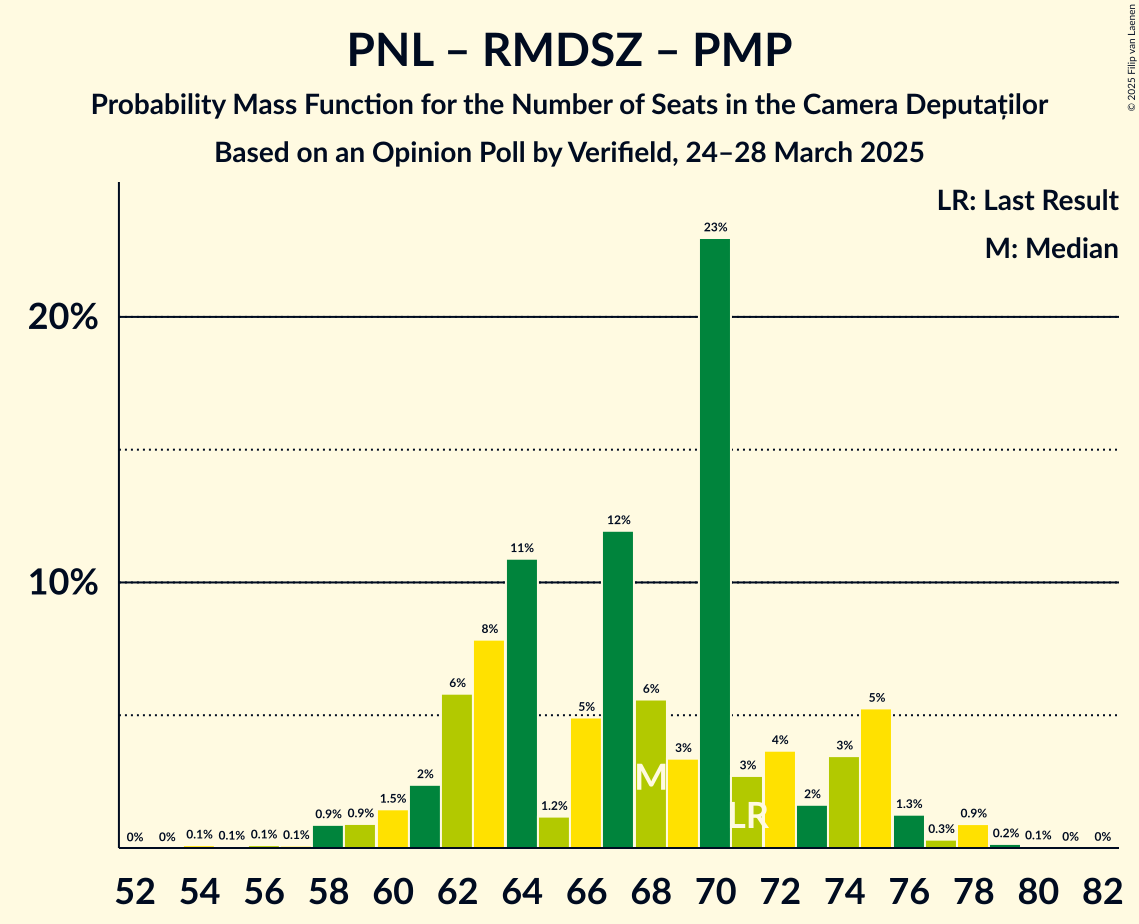 PNL – RMDSZ – PMP
Probability Mass Function for the Number of Seats in the Camera Deputaților
Based on an Opinion Poll by Verifield, 24–28 March 2025
© 2025 Filip van Laenen
LR: Last Result
M: Median
20%
10%
0% 0% 0.1% 0.1% 0.1% 0.1% 0.9% 0.9% 1.5% 2% 6% 8% 11% 1.2% 5% 12% 6% 3% 23% 3% 4% 2% 3% 5% 1.3% 0.3% 0.9% 0.2% 0.1% 0% 0%
M
LR
52 54 56 58 60 62 64 66 68 70 72 74 76 78 80 82